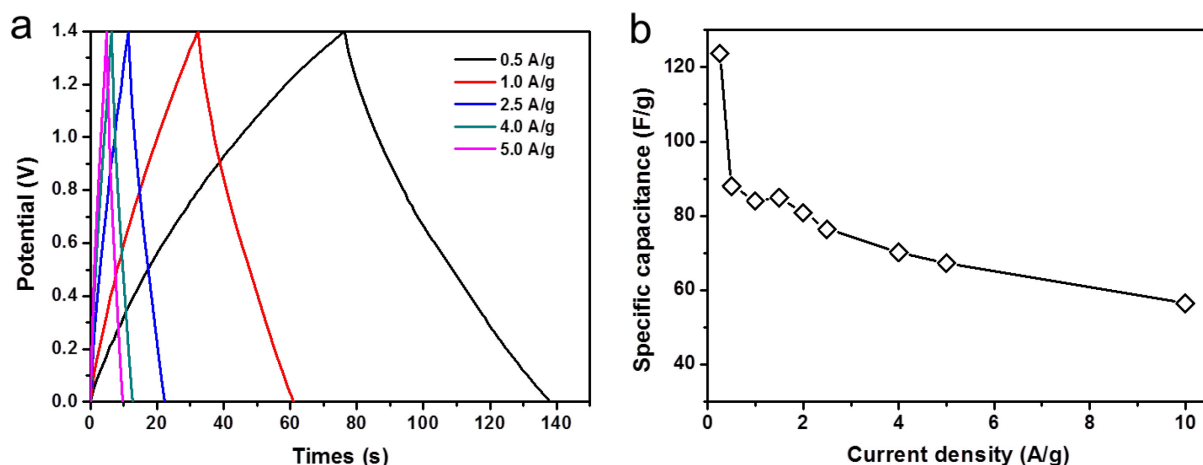 a
1.4
1.2
1.0
0.8
0.6
0.4
0.2
0.0
Potential (V)
0.5 A/g
1.0 A/g
2.5 A/g
4.0 A/g
5.0 A/g
0 20 40 60 80 100 120 140
Times (s)
b
120
100
80
60
40
Specific capacitance (F/g)
0 2 4 6 8 10
Current density (A/g)